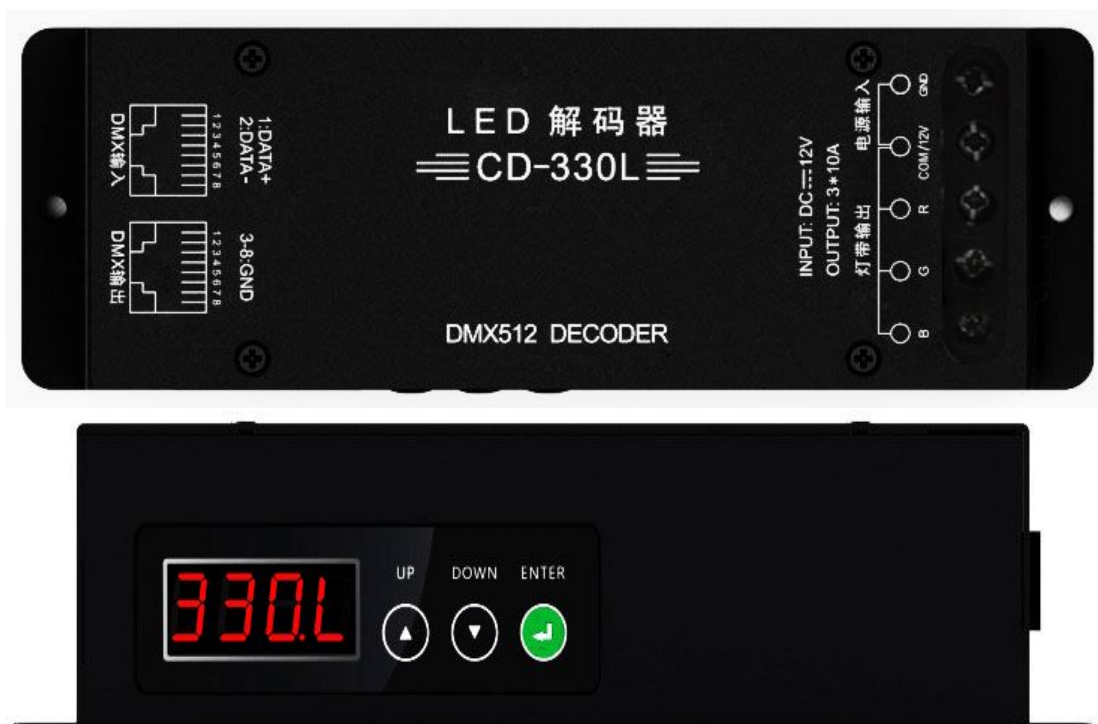 LED 解码器
CD-330L
DMX512 DECODER
DMX输入
12345678
1:DATA+
2:DATA-
DMX输出
12345678
3-8:GND
INPUT: DC 12V
OUTPUT: 3*10A
电源输入
灯带输出
GND
COM/12V
R
G
B
330.L
UP
DOWN
ENTER